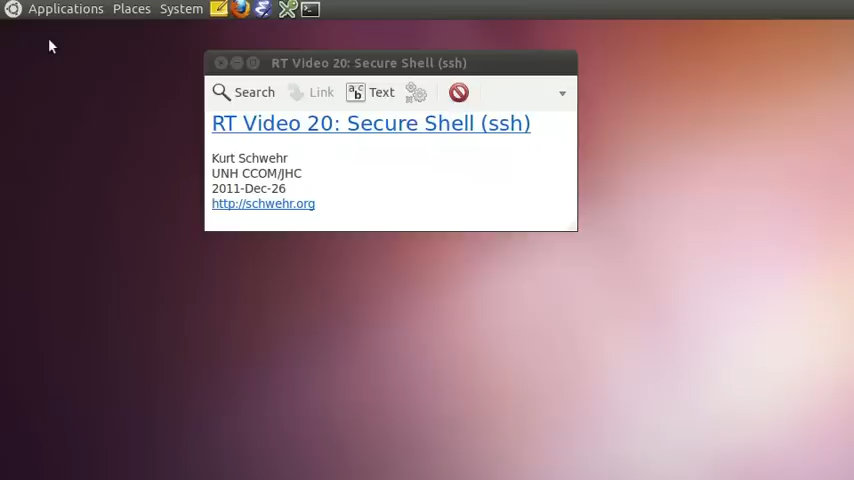 Applications Places System
RT Video 20: Secure Shell (ssh)
Search Link Text
RT Video 20: Secure Shell (ssh)
Kurt Schwehr
UNH CCOM/JHC
2011-Dec-26
http://schwehr.org